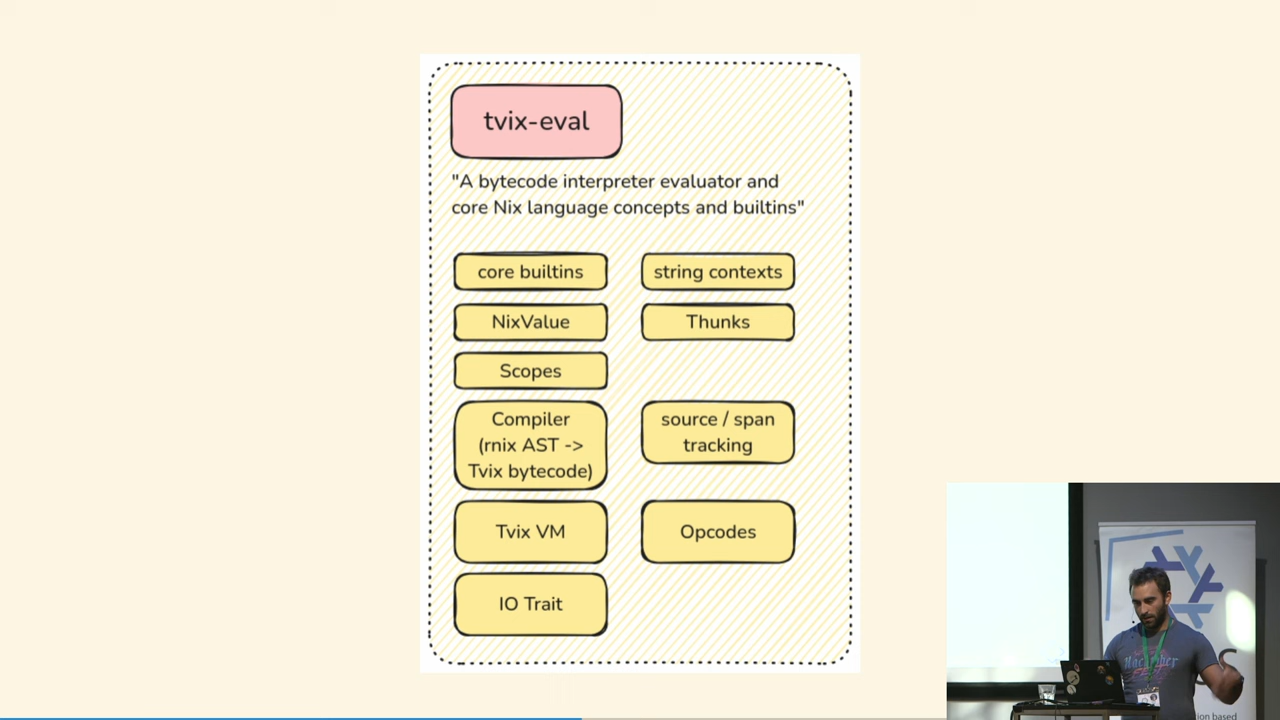 tvix-eval
"A bytecode interpreter evaluator and
core Nix language concepts and builtins"
core builtins
string contexts
NixValue
Thunks
Scopes
Compiler
(rnix AST ->
Tvix bytecode)
source / span
tracking
Tvix VM
Opcodes
IO Trait